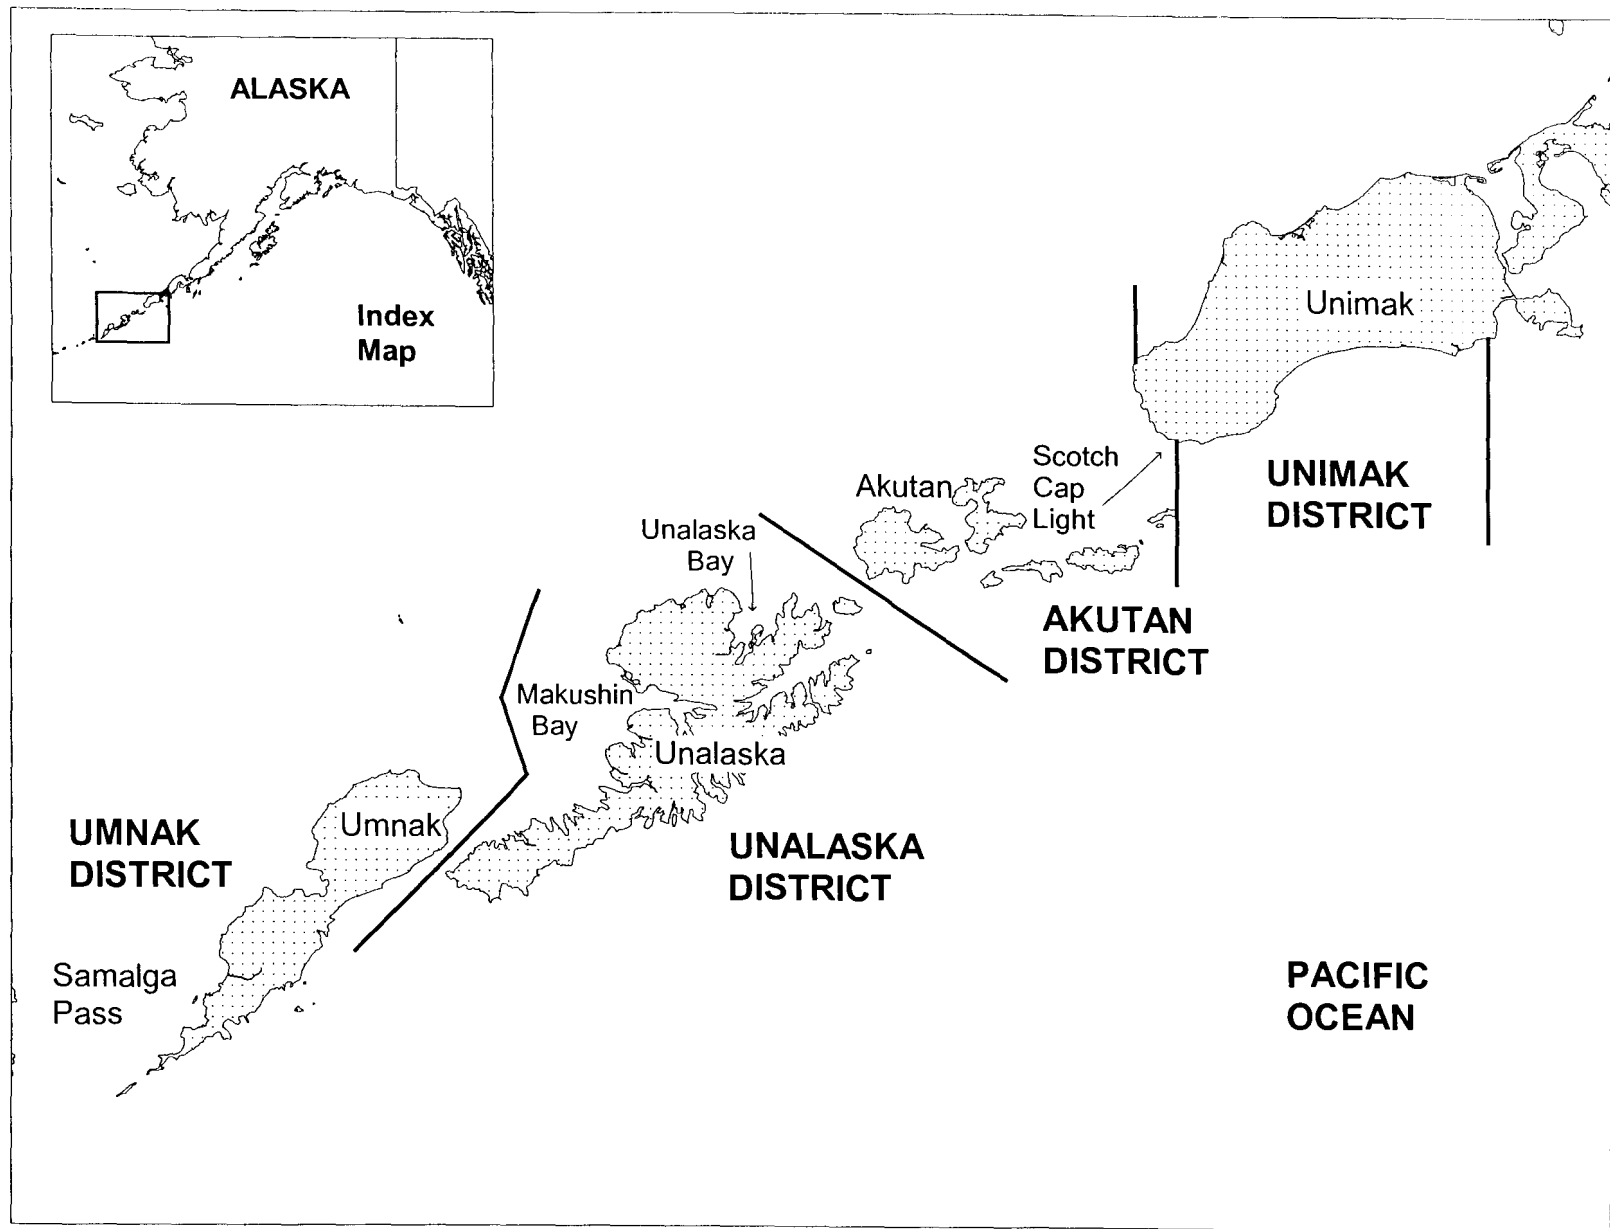 ALASKA
Index
Map
Unimak
Scotch
Cap
Light
Akutan
UNIMAK
DISTRICT
Unalaska
Bay
AKUTAN
DISTRICT
Makushin
Bay
Unalaska
Umnak
UMNAK
DISTRICT
UNALASKA
DISTRICT
Samalga
Pass
PACIFIC
OCEAN